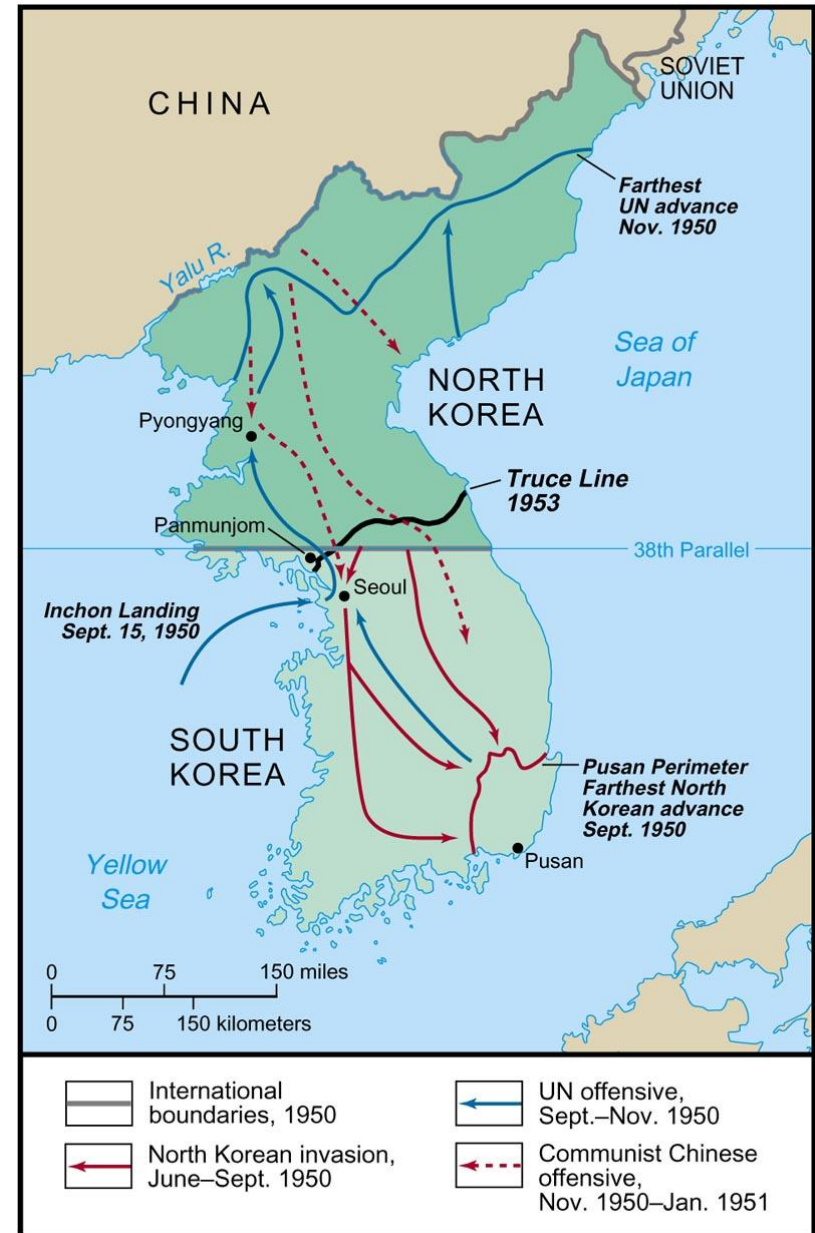 SOVIET
UNION
CHINA
Farthest
UN advance
Nov. 1950
Yalu R.
Sea of
Japan
NORTH
KOREA
Pyongyang
Truce Line
1953
Panmunjom
38th Parallel
Seoul
Inchon Landing
Sept. 15, 1950
SOUTH
KOREA
Pusan Perimeter
Farthest North
Korean advance
Sept. 1950
Pusan
Yellow
Sea
0 75 150 miles
0 75 150 kilometers
International
boundaries, 1950
UN offensive,
Sept.–Nov. 1950
North Korean invasion,
June–Sept. 1950
Communist Chinese
offensive,
Nov. 1950–Jan. 1951